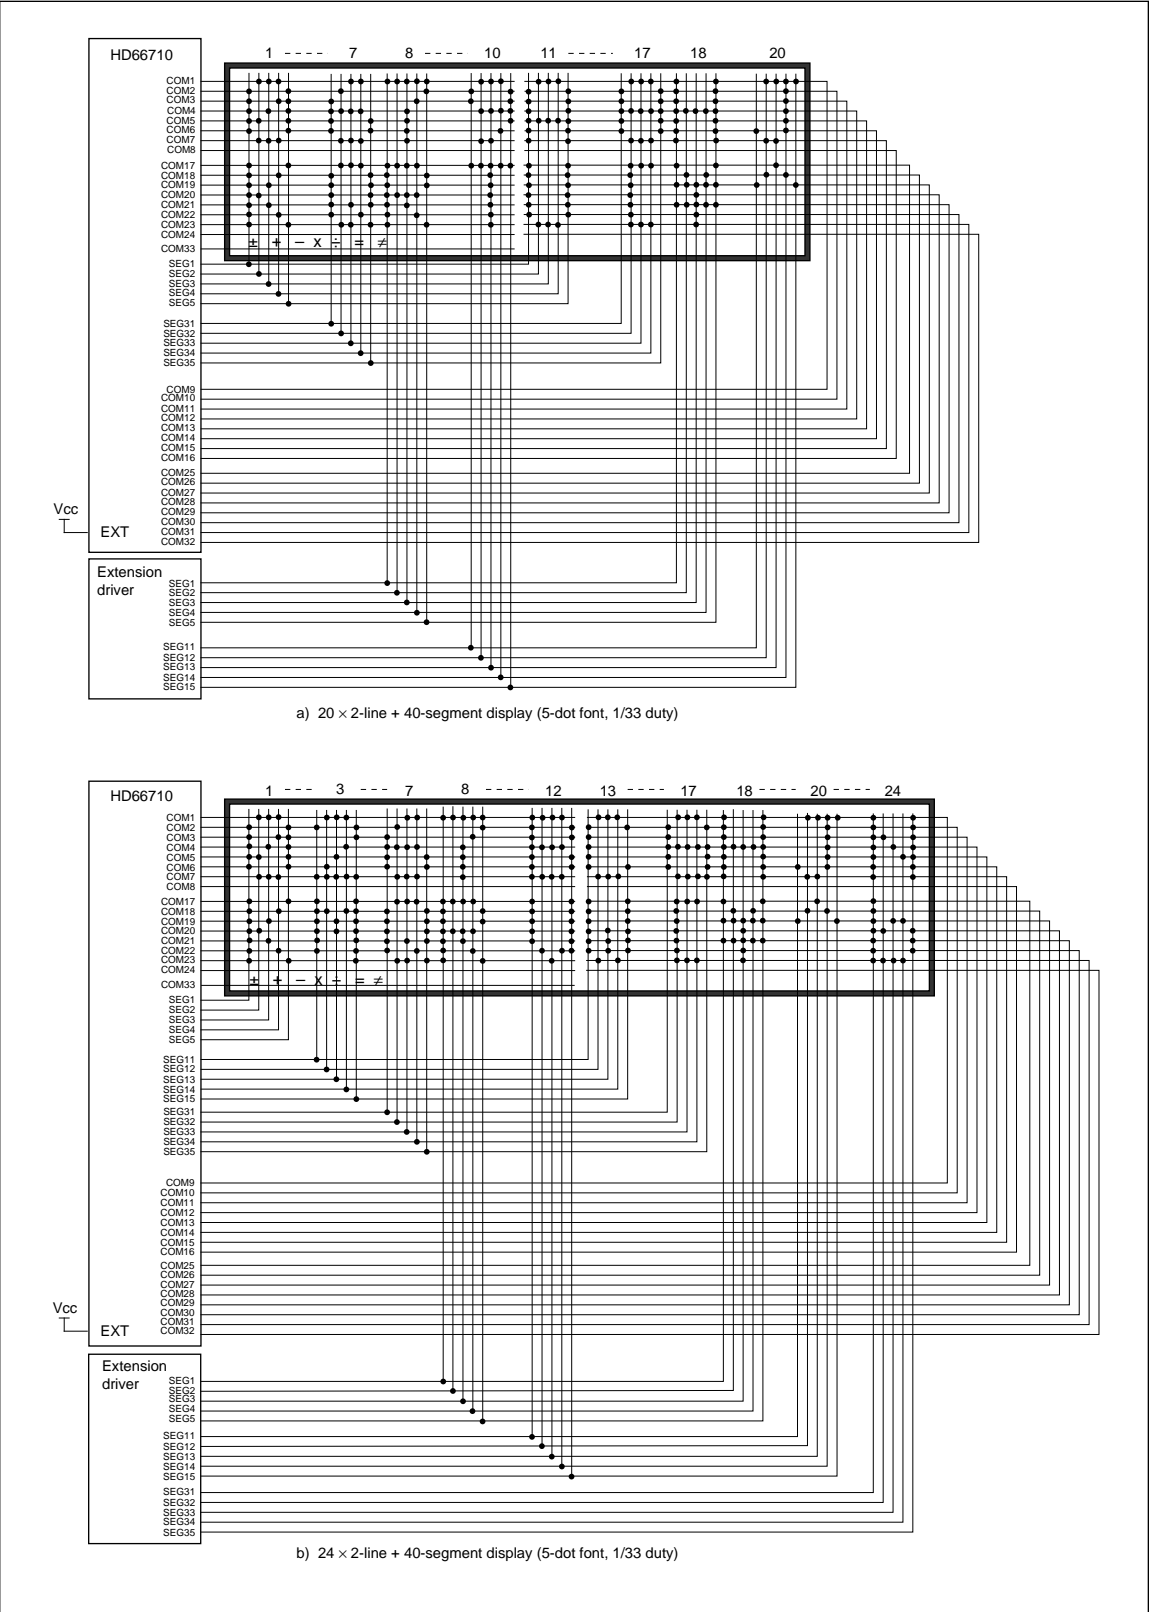 HD66710
1 - - - - - 7 8 - - - - - 10 11 - - - - - - 17 18 20
COM1
COM2
COM3
COM4
COM5
COM6
COM7
COM8
COM17
COM18
COM19
COM20
COM21
COM22
COM23
COM24
± + − x ÷ = ≠
COM33
SEG1
SEG2
SEG3
SEG4
SEG5
SEG31
SEG32
SEG33
SEG34
SEG35
COM9
COM10
COM11
COM12
COM13
COM14
COM15
COM16
COM25
COM26
COM27
COM28
COM29
COM30
COM31
COM32
Vcc
EXT
Extension
driver
SEG1
SEG2
SEG3
SEG4
SEG5
SEG11
SEG12
SEG13
SEG14
SEG15
a) 20 × 2-line + 40-segment display (5-dot font, 1/33 duty)
HD66710
1 - - - - 3 - - - - 7 8 - - - - - 12 13 - - - - - 17 18 - - - - - 20 - - - - 24
COM1
COM2
COM3
COM4
COM5
COM6
COM7
COM8
COM17
COM18
COM19
COM20
COM21
COM22
COM23
COM24
± + − x ÷ = ≠
COM33
SEG1
SEG2
SEG3
SEG4
SEG5
SEG11
SEG12
SEG13
SEG14
SEG15
SEG31
SEG32
SEG33
SEG34
SEG35
COM9
COM10
COM11
COM12
COM13
COM14
COM15
COM16
COM25
COM26
COM27
COM28
COM29
COM30
COM31
COM32
Vcc
EXT
Extension
driver
SEG1
SEG2
SEG3
SEG4
SEG5
SEG11
SEG12
SEG13
SEG14
SEG15
SEG31
SEG32
SEG33
SEG34
SEG35
b) 24 × 2-line + 40-segment display (5-dot font, 1/33 duty)